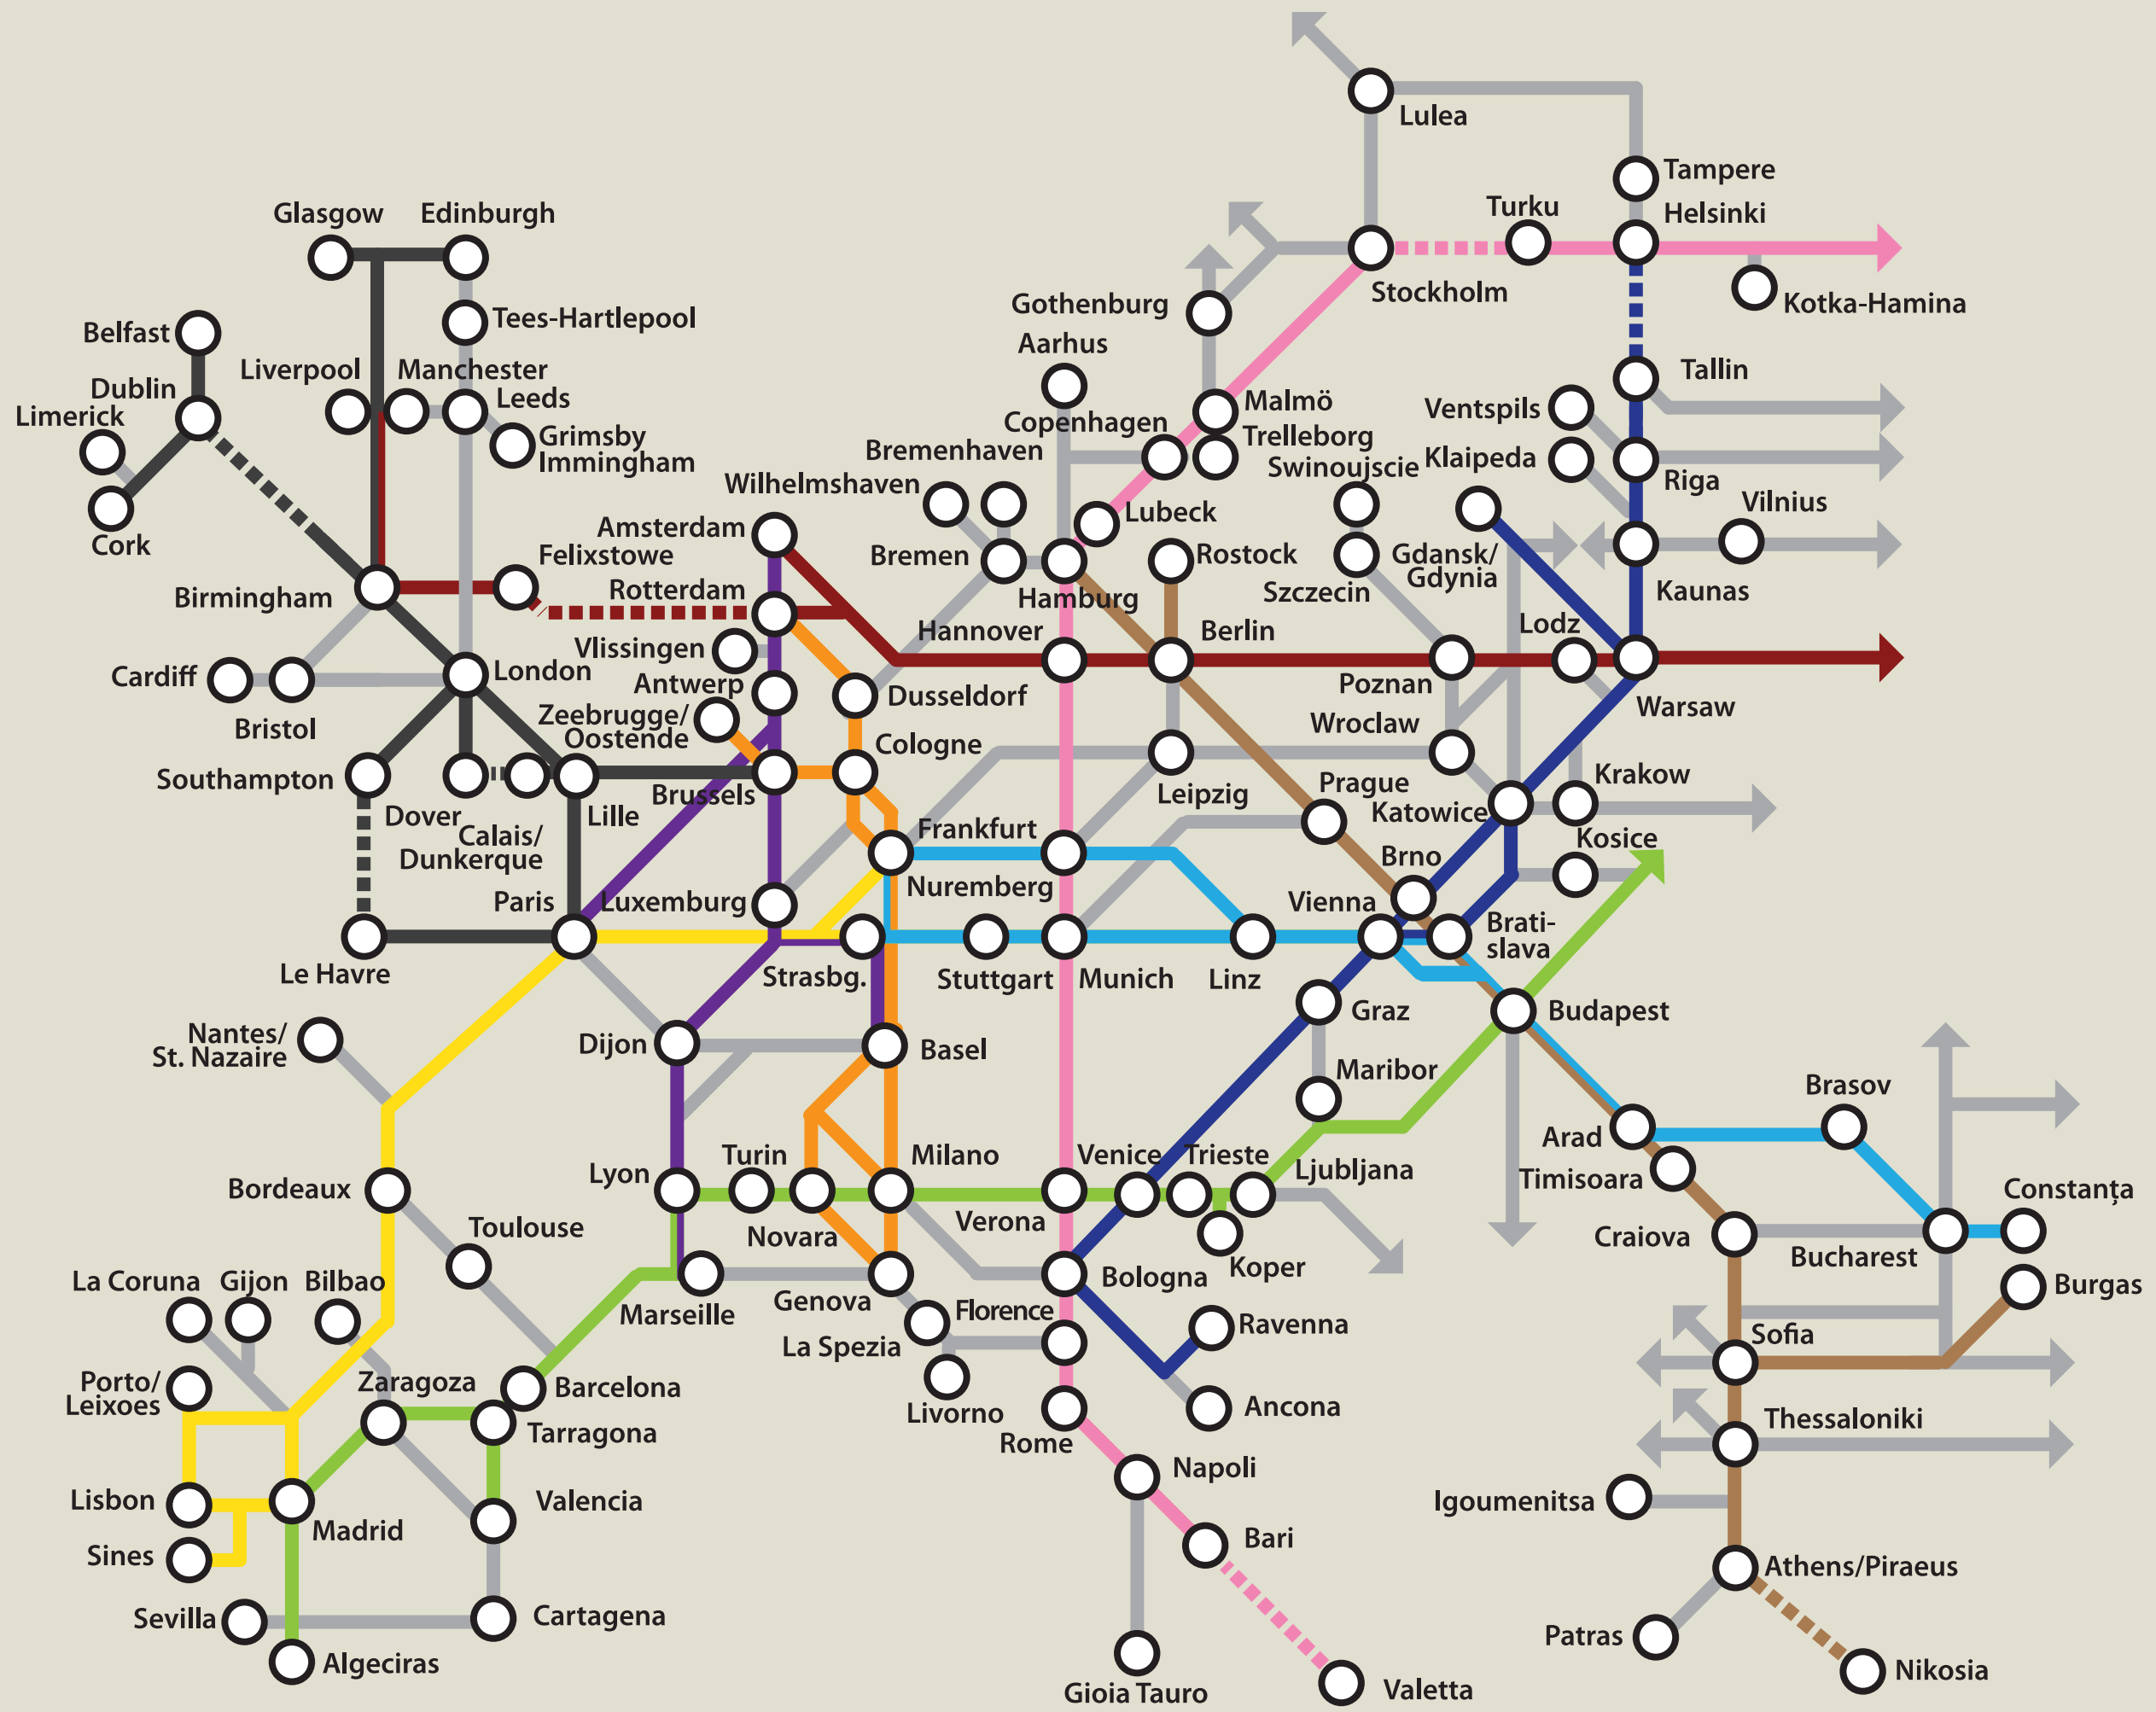 Lulea
Tampere
Turku
Helsinki
Glasgow
Edinburgh
Stockholm
Kotka-Hamina
Gothenburg
Tees-Hartlepool
Belfast
Aarhus
Liverpool
Manchester
Tallin
Dublin
Leeds
Malmö
Ventspils
Limerick
Copenhagen
Grimsby
Immingham
Trelleborg
Bremenhaven
Swinoujscie
Klaipeda
Riga
Wilhelmshaven
Vilnius
Lubeck
Amsterdam
Cork
Felixstowe
Bremen
Rostock
Gdansk/
Gdynia
Rotterdam
Birmingham
Hamburg
Szczecin
Kaunas
Hannover
Berlin
Lodz
Vlissingen
London
Cardiff
Antwerp
Dusseldorf
Poznan
Warsaw
Bristol
Zeebrugge/
Oostende
Cologne
Wroclaw
Southampton
Brussels
Prague
Krakow
Leipzig
Katowice
Dover
Lille
Calais/
Dunkerque
Frankfurt
Kosice
Brno
Nuremberg
Paris
Luxemburg
Vienna
Brati-
slava
Le Havre
Strasbg.
Stuttgart
Munich
Linz
Graz
Budapest
Nantes/
St. Nazaire
Dijon
Basel
Maribor
Brasov
Arad
Turin
Milano
Venice
Trieste
Ljubljana
Lyon
Timisoara
Bordeaux
Constanța
Verona
Toulouse
Novara
Craiova
Bucharest
Koper
Bologna
La Coruna
Gijon
Bilbao
Burgas
Marseille
Genova
Florence
Ravenna
La Spezia
Sofia
Porto/
Leixoes
Zaragoza
Barcelona
Livorno
Ancona
Thessaloniki
Tarragona
Rome
Napoli
Lisbon
Valencia
Igoumenitsa
Madrid
Bari
Sines
Athens/Piraeus
Sevilla
Cartagena
Patras
Algeciras
Nikosia
Gioia Tauro
Valetta